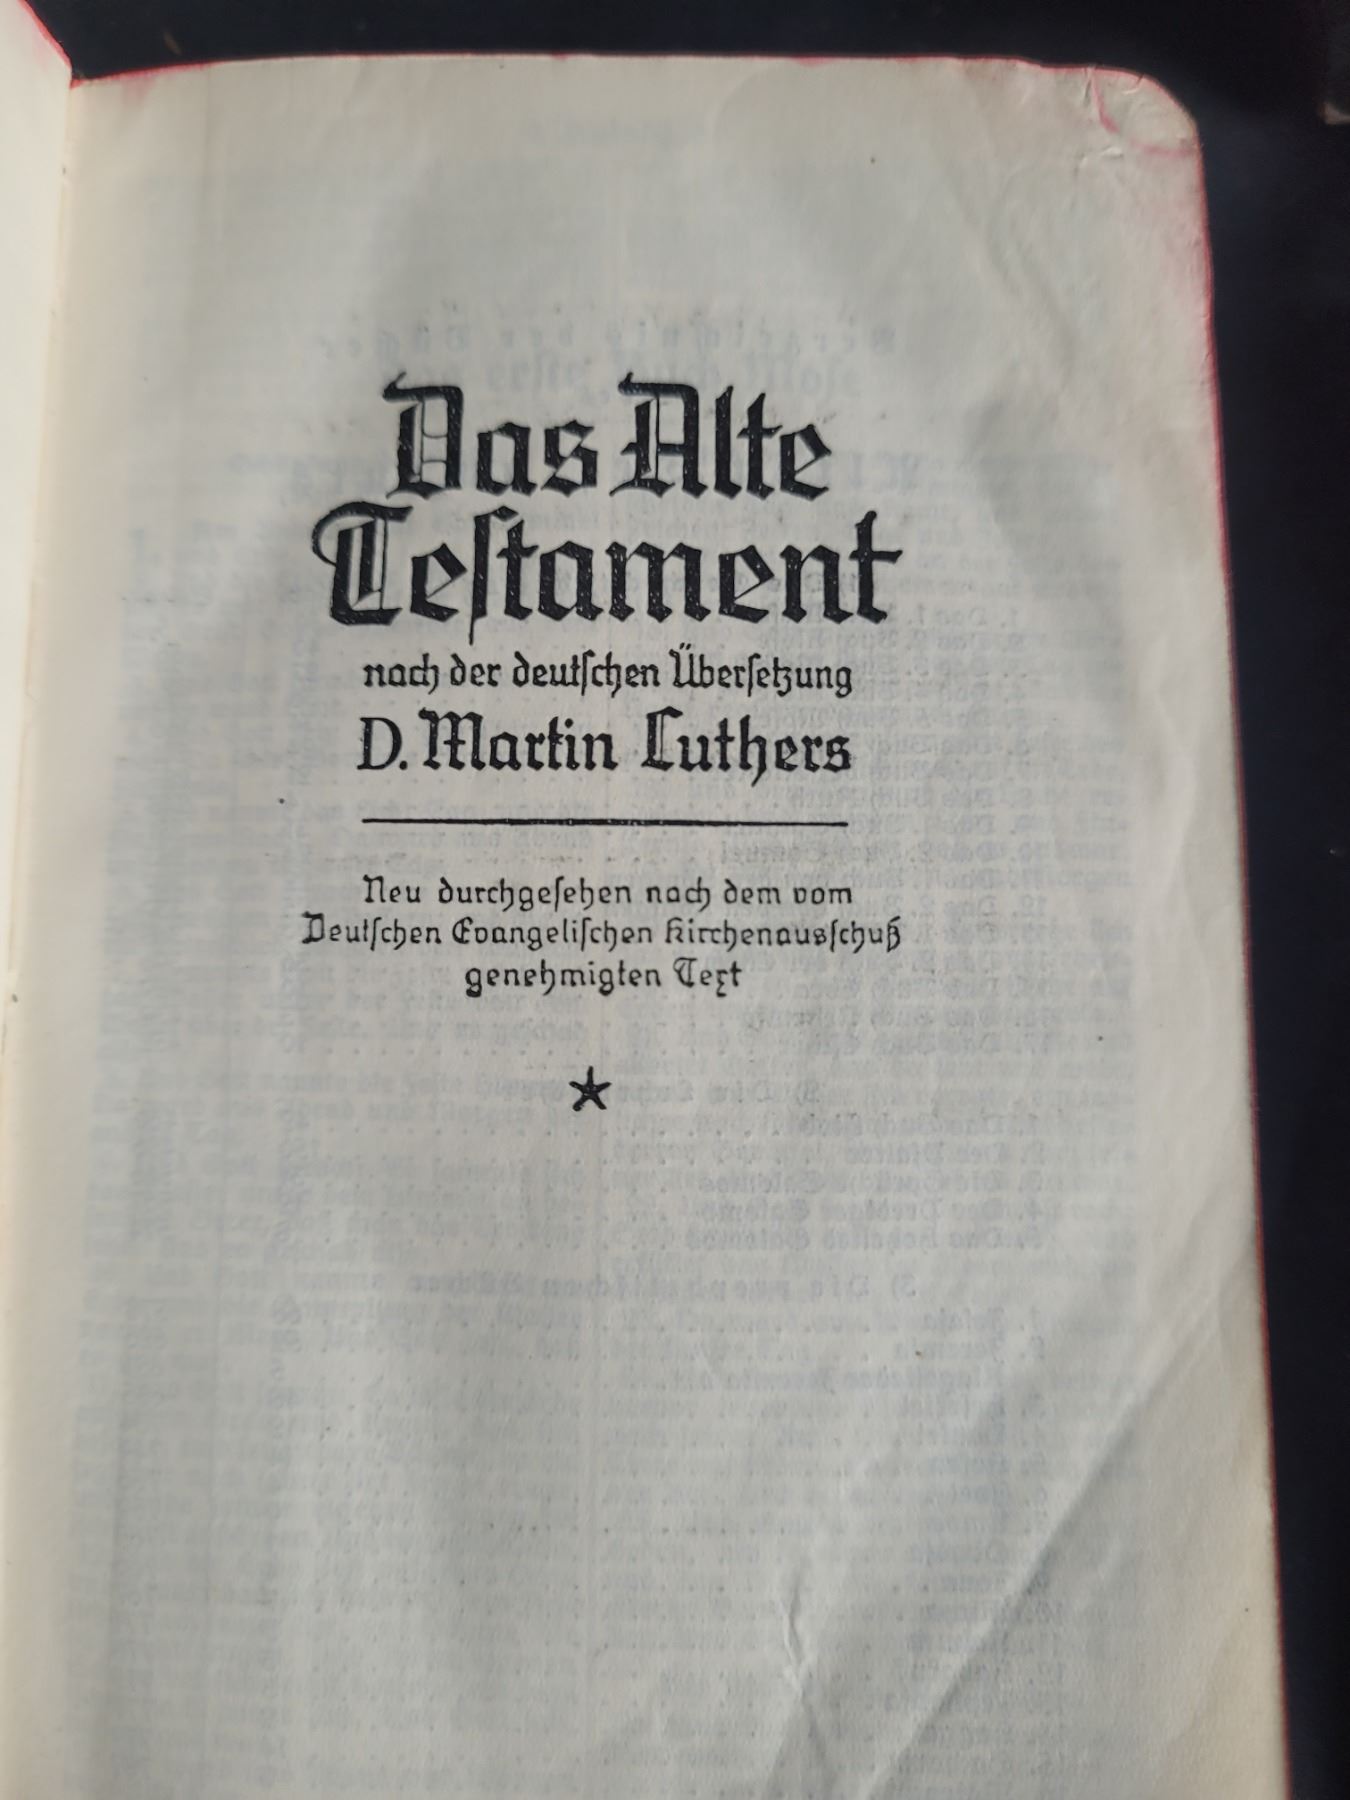 Das Alte
Teſtament
nach der deutſchen Überſetzung
D. Martin Luthers
Neu durchgeſehen nach dem vom
Deutſchen Evangeliſchen Kirchenausſchuß
genehmigten Text